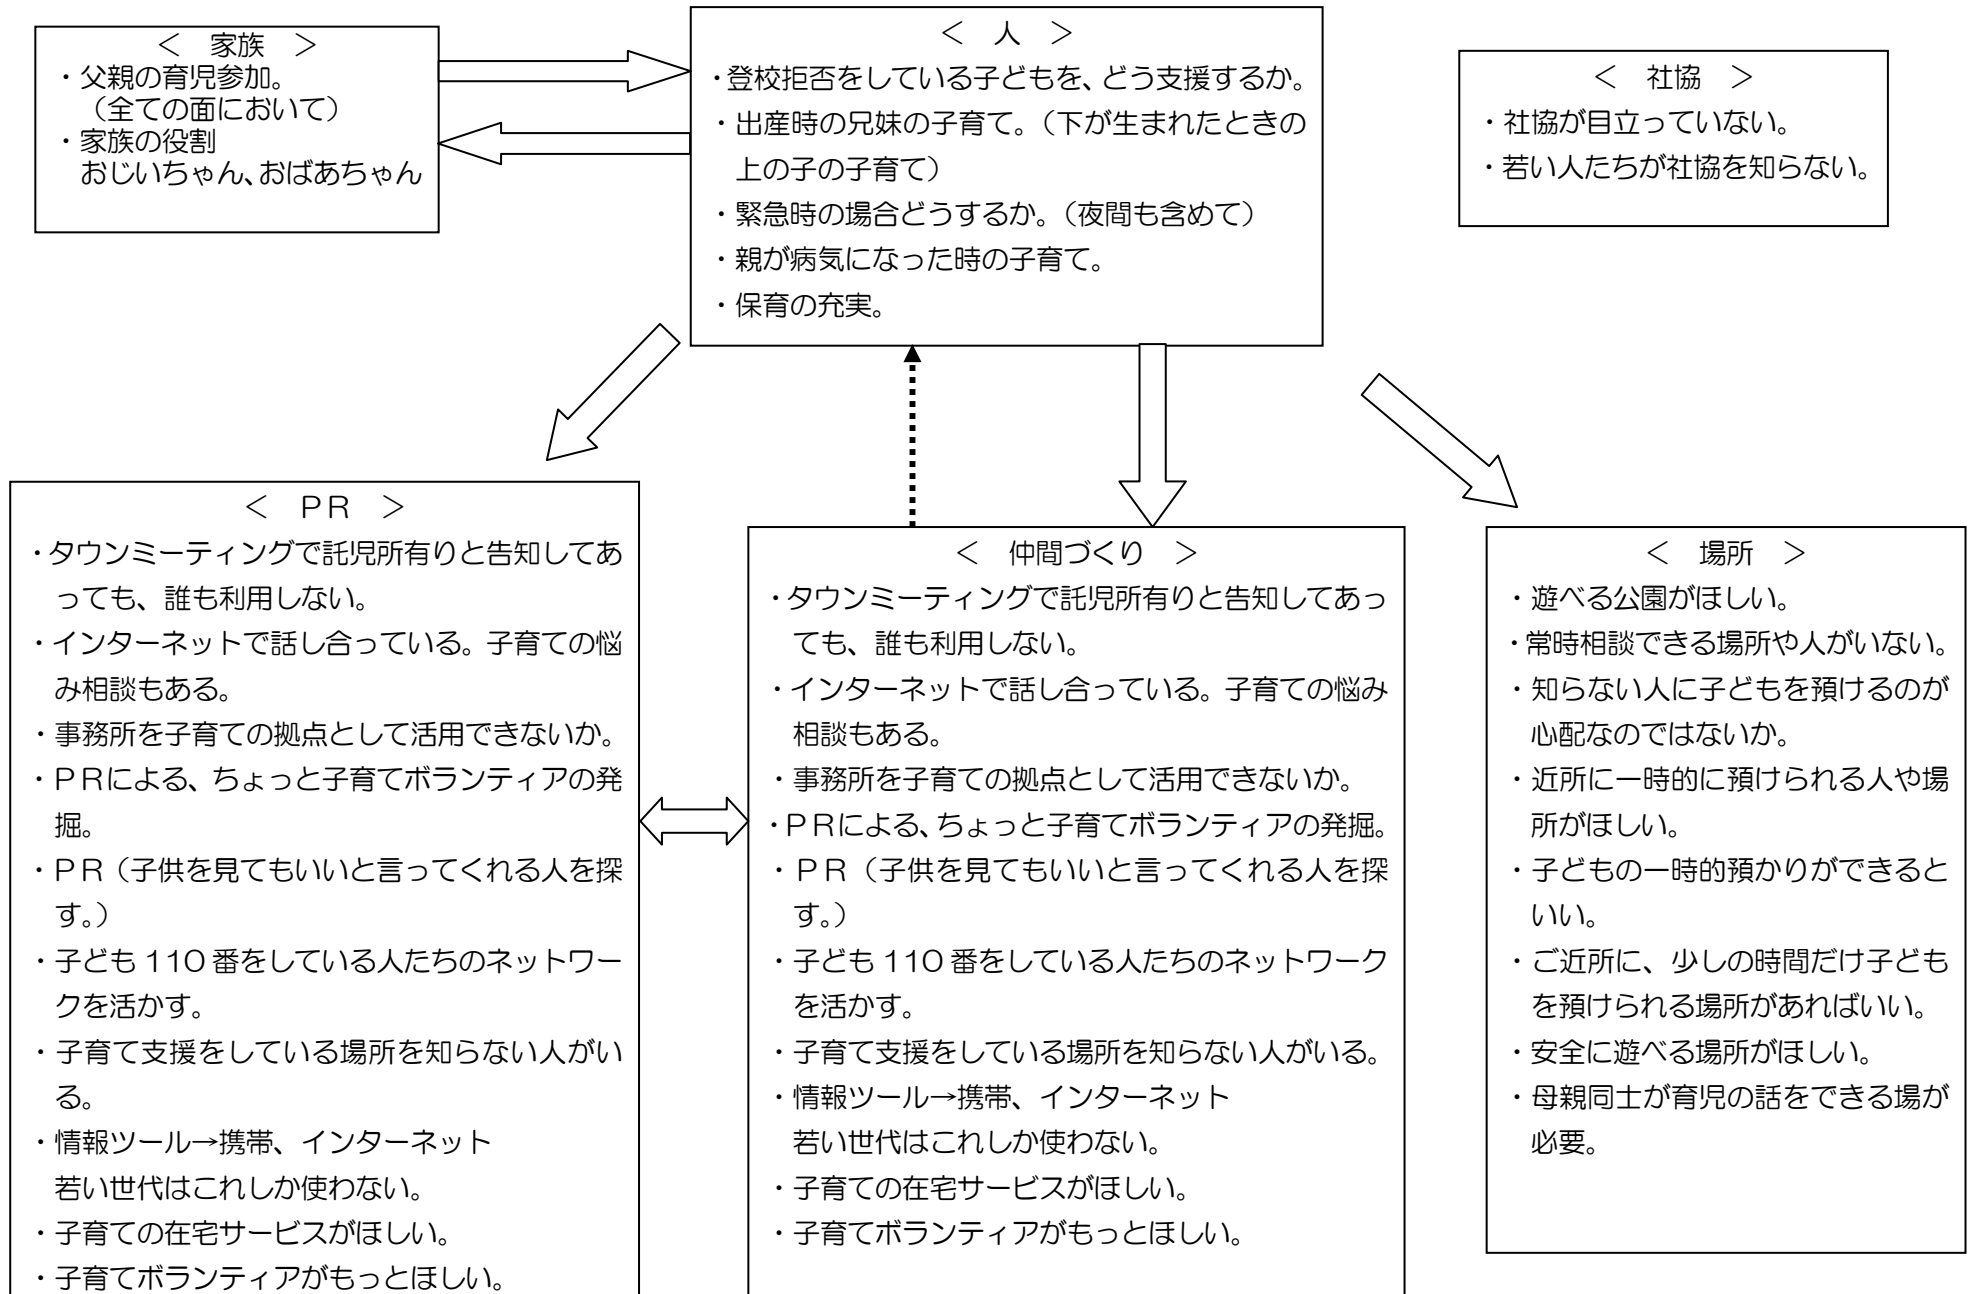 ＜　家族　＞
・父親の育児参加。
（全ての面において）
・家族の役割
おじいちゃん、おばあちゃん
＜　人　＞
・登校拒否をしている子どもを、どう支援するか。
・出産時の兄妹の子育て。（下が生まれたときの
上の子の子育て）
・緊急時の場合どうするか。（夜間も含めて）
・親が病気になった時の子育て。
・保育の充実。
＜　社協　＞
・社協が目立っていない。
・若い人たちが社協を知らない。
＜　ＰＲ　＞
・タウンミーティングで託児所有りと告知してあ
っても、誰も利用しない。
・インターネットで話し合っている。子育ての悩
み相談もある。
・事務所を子育ての拠点として活用できないか。
・ＰＲによる、ちょっと子育てボランティアの発
掘。
・ＰＲ（子供を見てもいいと言ってくれる人を探
す。）
・子ども 110 番をしている人たちのネットワー
クを活かす。
・子育て支援をしている場所を知らない人がい
る。
・情報ツール→携帯、インターネット
若い世代はこれしか使わない。
・子育ての在宅サービスがほしい。
・子育てボランティアがもっとほしい。
＜　仲間づくり　＞
・タウンミーティングで託児所有りと告知してあっ
ても、誰も利用しない。
・インターネットで話し合っている。子育ての悩み
相談もある。
・事務所を子育ての拠点として活用できないか。
・ＰＲによる、ちょっと子育てボランティアの発掘。
・ＰＲ（子供を見てもいいと言ってくれる人を探
す。）
・子ども 110 番をしている人たちのネットワーク
を活かす。
・子育て支援をしている場所を知らない人がいる。
・情報ツール→携帯、インターネット
若い世代はこれしか使わない。
・子育ての在宅サービスがほしい。
・子育てボランティアがもっとほしい。
＜　場所　＞
・遊べる公園がほしい。
・常時相談できる場所や人がいない。
・知らない人に子どもを預けるのが
心配なのではないか。
・近所に一時的に預けられる人や場
所がほしい。
・子どもの一時的預かりができると
いい。
・ご近所に、少しの時間だけ子ども
を預けられる場所があればいい。
・安全に遊べる場所がほしい。
・母親同士が育児の話をできる場が
必要。